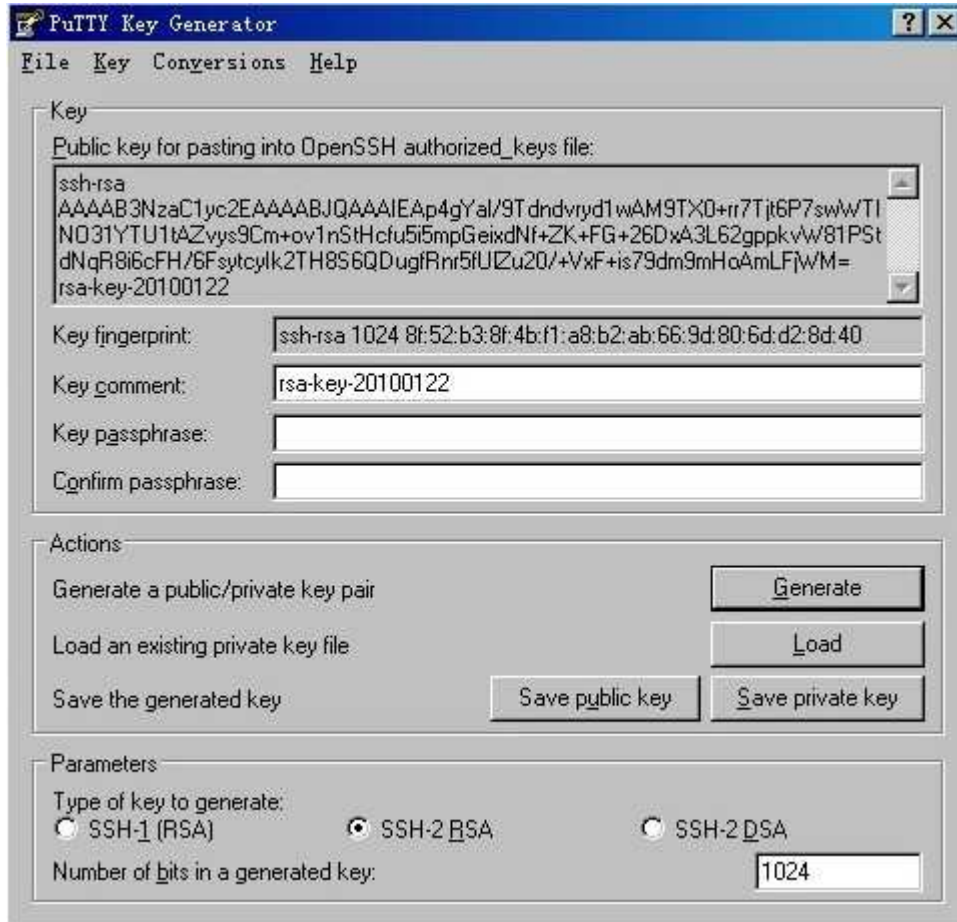 PuTTY Key Generator
File Key Conversions Help
Key
Public key for pasting into OpenSSH authorized_keys file:
ssh-rsa
AAAAB3NzaC1yc2EAAAABJQAAAIEAp4gYaI/9Tdndvryd1wAM9TX0+rr7Tjt6P7swWTI
NO31YTU1tAZvys9Cm+ov1nStHcfu5i5mpGeixdNf+ZK+FG+26DxA3L62gppkvW81PSt
dNqR8i6cFH/6Fsytcylk2TH8S6QDugfRnr5fUlZu20/+VxF+is79dm9mHoAmLFjWM=
rsa-key-20100122
Key fingerprint: ssh-rsa 1024 8f:52:b3:8f:4b:f1:a8:b2:ab:66:9d:80:6d:d2:8d:40
Key comment: rsa-key-20100122
Key passphrase:
Confirm passphrase:
Actions
Generate a public/private key pair Generate
Load an existing private key file Load
Save the generated key Save public key Save private key
Parameters
Type of key to generate:
SSH-1 (RSA) SSH-2 RSA SSH-2 DSA
Number of bits in a generated key: 1024